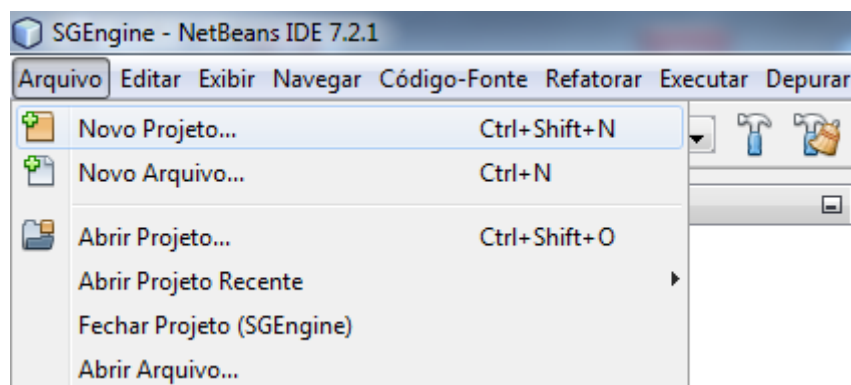 SGEngine - NetBeans IDE 7.2.1
Arquivo Editar Exibir Navegar Código-Fonte Refatorar Executar Depurar
Novo Projeto... Ctrl+Shift+N
Novo Arquivo... Ctrl+N
Abrir Projeto... Ctrl+Shift+O
Abrir Projeto Recente
Fechar Projeto (SGEngine)
Abrir Arquivo...